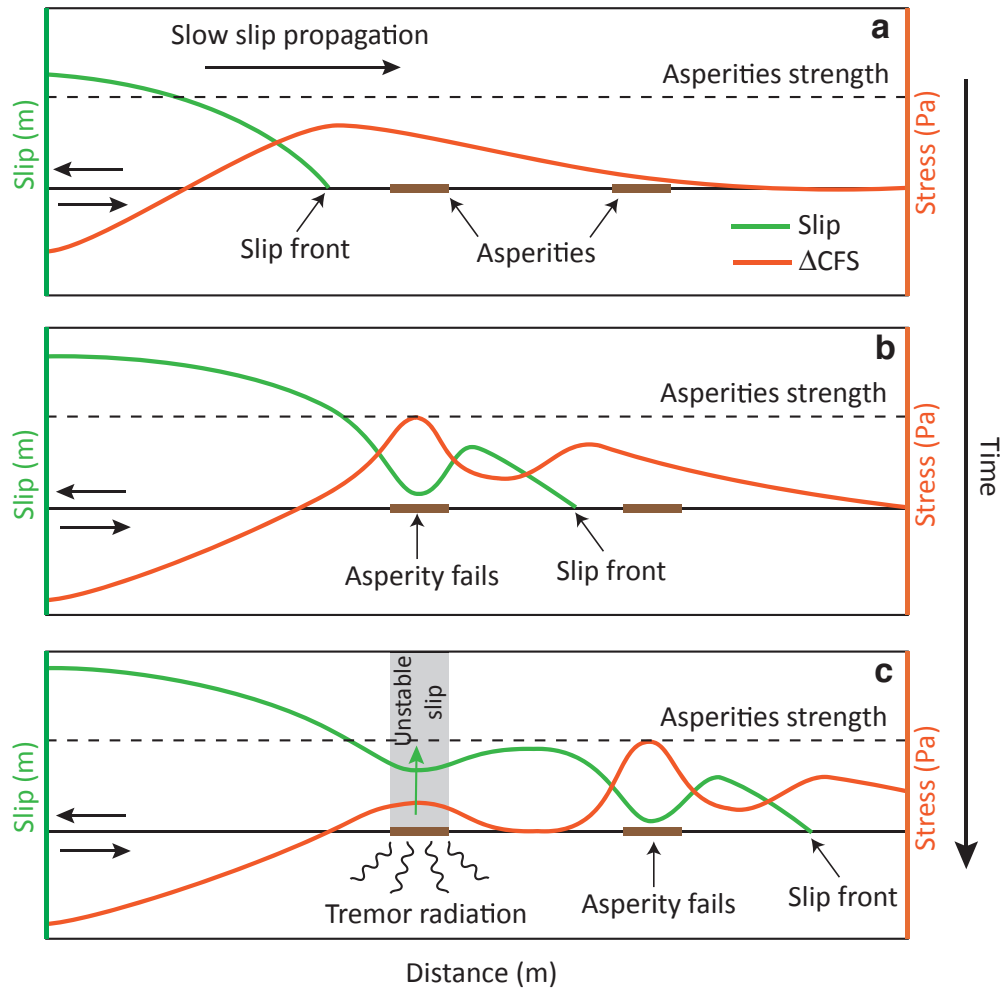 a
Slow slip propagation
Asperities strength
Slip (m)
Stress (Pa)
Slip front
Asperities
Slip
ΔCFS
b
Asperities strength
Slip (m)
Stress (Pa)
Asperity fails
Slip front
Time
c
Unstable
slip
Asperities strength
Slip (m)
Stress (Pa)
Tremor radiation
Asperity fails
Slip front
Distance (m)